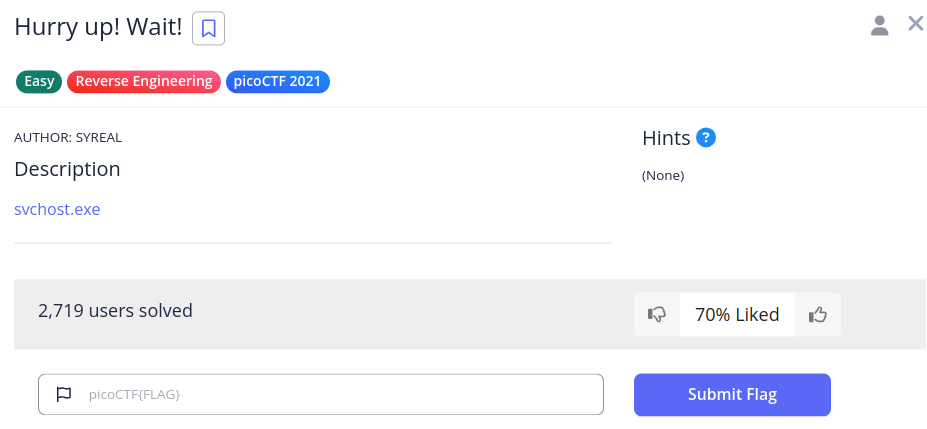 Hurry up! Wait!
Easy Reverse Engineering picoCTF 2021
AUTHOR: SYREAL
Description
svchost.exe
Hints ?
(None)
2,719 users solved
70% Liked
picoCTF{FLAG}
Submit Flag